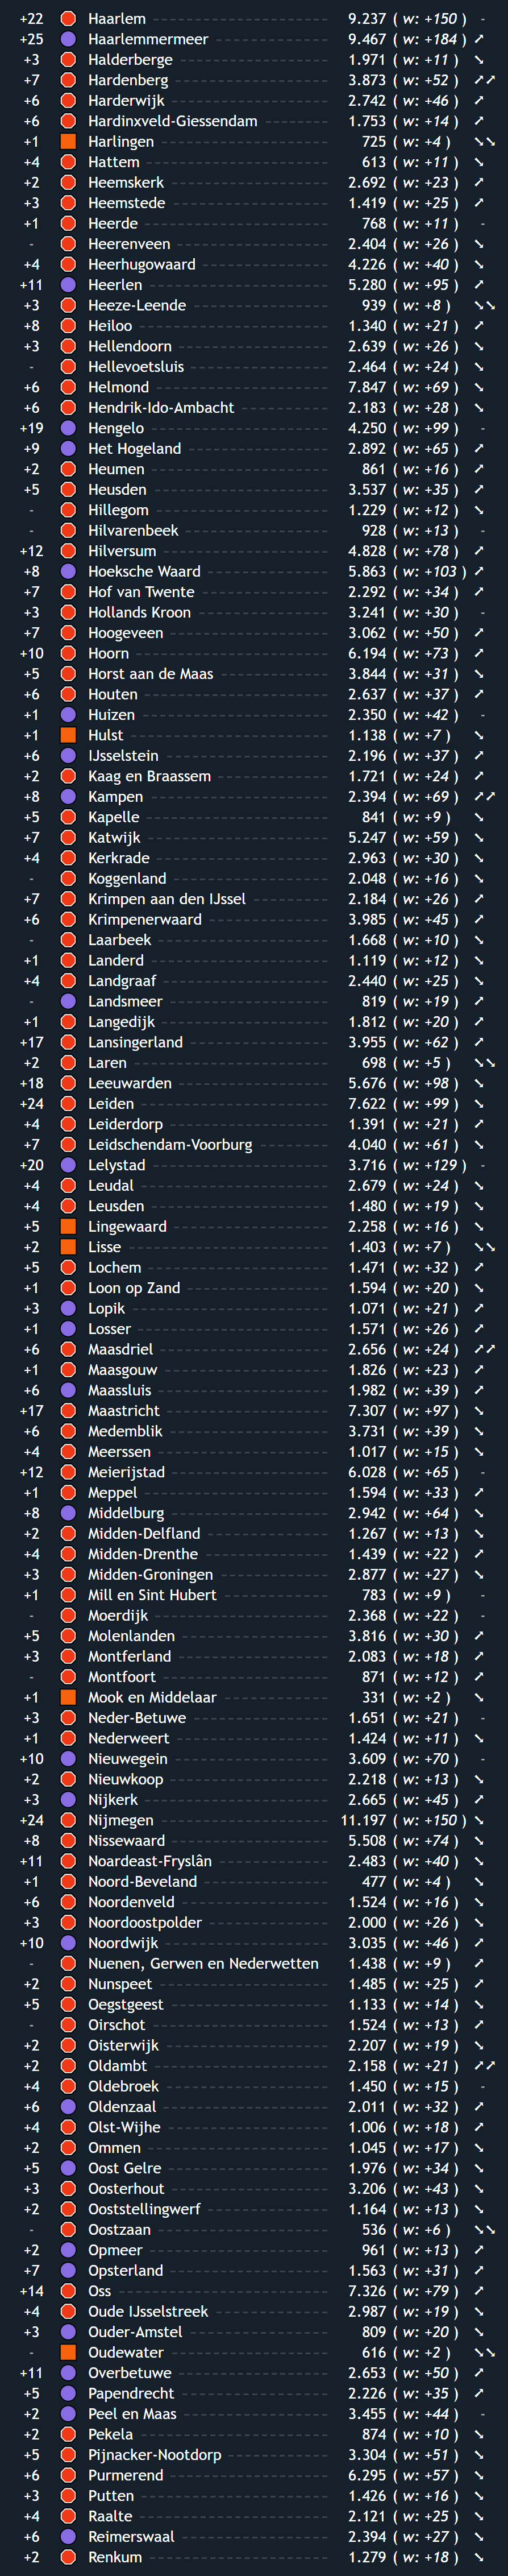 +22 Haarlem 9.237 ( w: +150 ) -
+25 Haarlemmermeer 9.467 ( w: +184 ) ➚
+3 Halderberge 1.971 ( w: +11 ) ➘
+7 Hardenberg 3.873 ( w: +52 ) ➚➚
+6 Harderwijk 2.742 ( w: +46 ) ➚
+6 Hardinxveld-Giessendam 1.753 ( w: +14 ) ➚
+1 Harlingen 725 ( w: +4 ) ➘➘
+4 Hattem 613 ( w: +11 ) ➘
+2 Heemskerk 2.692 ( w: +23 ) ➚
+3 Heemstede 1.419 ( w: +25 ) ➚
+1 Heerde 768 ( w: +11 ) -
- Heerenveen 2.404 ( w: +26 ) ➘
+4 Heerhugowaard 4.226 ( w: +40 ) ➘
+11 Heerlen 5.280 ( w: +95 ) ➚
+3 Heeze-Leende 939 ( w: +8 ) ➘➘
+8 Heiloo 1.340 ( w: +21 ) ➚
+3 Hellendoorn 2.639 ( w: +26 ) ➘
- Hellevoetsluis 2.464 ( w: +24 ) ➘
+6 Helmond 7.847 ( w: +69 ) ➘
+6 Hendrik-Ido-Ambacht 2.183 ( w: +28 ) ➘
+19 Hengelo 4.250 ( w: +99 ) -
+9 Het Hogeland 2.892 ( w: +65 ) ➚
+2 Heumen 861 ( w: +16 ) ➚
+5 Heusden 3.537 ( w: +35 ) ➚
- Hillegom 1.229 ( w: +12 ) ➘
- Hilvarenbeek 928 ( w: +13 ) -
+12 Hilversum 4.828 ( w: +78 ) ➚
+8 Hoeksche Waard 5.863 ( w: +103 ) ➚
+7 Hof van Twente 2.292 ( w: +34 ) ➚
+3 Hollands Kroon 3.241 ( w: +30 ) -
+7 Hoogeveen 3.062 ( w: +50 ) ➚
+10 Hoorn 6.194 ( w: +73 ) ➚
+5 Horst aan de Maas 3.844 ( w: +31 ) ➘
+6 Houten 2.637 ( w: +37 ) ➚
+1 Huizen 2.350 ( w: +42 ) -
+1 Hulst 1.138 ( w: +7 ) ➘
+6 IJsselstein 2.196 ( w: +37 ) ➚
+2 Kaag en Braassem 1.721 ( w: +24 ) ➚
+8 Kampen 2.394 ( w: +69 ) ➚➚
+5 Kapelle 841 ( w: +9 ) ➘
+7 Katwijk 5.247 ( w: +59 ) ➘
+4 Kerkrade 2.963 ( w: +30 ) ➘
- Koggenland 2.048 ( w: +16 ) ➘
+7 Krimpen aan den IJssel 2.184 ( w: +26 ) ➚
+6 Krimpenerwaard 3.985 ( w: +45 ) ➚
- Laarbeek 1.668 ( w: +10 ) ➘
+1 Landerd 1.119 ( w: +12 ) ➘
+4 Landgraaf 2.440 ( w: +25 ) ➘
- Landsmeer 819 ( w: +19 ) ➚
+1 Langedijk 1.812 ( w: +20 ) ➚
+17 Lansingerland 3.955 ( w: +62 ) ➚
+2 Laren 698 ( w: +5 ) ➘➘
+18 Leeuwarden 5.676 ( w: +98 ) ➘
+24 Leiden 7.622 ( w: +99 ) ➘
+4 Leiderdorp 1.391 ( w: +21 ) ➚
+7 Leidschendam-Voorburg 4.040 ( w: +61 ) ➘
+20 Lelystad 3.716 ( w: +129 ) -
+4 Leudal 2.679 ( w: +24 ) ➘
+4 Leusden 1.480 ( w: +19 ) ➘
+5 Lingewaard 2.258 ( w: +16 ) ➘
+2 Lisse 1.403 ( w: +7 ) ➘➘
+5 Lochem 1.471 ( w: +32 ) ➚
+1 Loon op Zand 1.594 ( w: +20 ) ➘
+3 Lopik 1.071 ( w: +21 ) ➚
+1 Losser 1.571 ( w: +26 ) ➚
+6 Maasdriel 2.656 ( w: +24 ) ➚➚
+1 Maasgouw 1.826 ( w: +23 ) ➚
+6 Maassluis 1.982 ( w: +39 ) ➚
+17 Maastricht 7.307 ( w: +97 ) ➘
+6 Medemblik 3.731 ( w: +39 ) ➘
+4 Meerssen 1.017 ( w: +15 ) ➘
+12 Meierijstad 6.028 ( w: +65 ) -
+1 Meppel 1.594 ( w: +33 ) ➚
+8 Middelburg 2.942 ( w: +64 ) ➘
+2 Midden-Delfland 1.267 ( w: +13 ) ➘
+4 Midden-Drenthe 1.439 ( w: +22 ) ➚
+3 Midden-Groningen 2.877 ( w: +27 ) ➘
+1 Mill en Sint Hubert 783 ( w: +9 ) -
- Moerdijk 2.368 ( w: +22 ) -
+5 Molenlanden 3.816 ( w: +30 ) ➚
+3 Montferland 2.083 ( w: +18 ) ➚
- Montfoort 871 ( w: +12 ) ➚
+1 Mook en Middelaar 331 ( w: +2 ) ➘
+3 Neder-Betuwe 1.651 ( w: +21 ) -
+1 Nederweert 1.424 ( w: +11 ) ➘
+10 Nieuwegein 3.609 ( w: +70 ) -
+2 Nieuwkoop 2.218 ( w: +13 ) ➘
+3 Nijkerk 2.665 ( w: +45 ) ➚
+24 Nijmegen 11.197 ( w: +150 ) ➘
+8 Nissewaard 5.508 ( w: +74 ) ➘
+11 Noardeast-Fryslân 2.483 ( w: +40 ) ➘
+1 Noord-Beveland 477 ( w: +4 ) ➘
+6 Noordenveld 1.524 ( w: +16 ) ➘
+3 Noordoostpolder 2.000 ( w: +26 ) ➘
+10 Noordwijk 3.035 ( w: +46 ) ➚
- Nuenen, Gerwen en Nederwetten 1.438 ( w: +9 ) ➚
+2 Nunspeet 1.485 ( w: +25 ) ➚
+5 Oegstgeest 1.133 ( w: +14 ) ➘
- Oirschot 1.524 ( w: +13 ) ➚
+2 Oisterwijk 2.207 ( w: +19 ) ➘
+2 Oldambt 2.158 ( w: +21 ) ➚➚
+4 Oldebroek 1.450 ( w: +15 ) -
+6 Oldenzaal 2.011 ( w: +32 ) ➚
+4 Olst-Wijhe 1.006 ( w: +18 ) ➚
+2 Ommen 1.045 ( w: +17 ) ➘
+5 Oost Gelre 1.976 ( w: +34 ) ➘
+3 Oosterhout 3.206 ( w: +43 ) ➘
+2 Ooststellingwerf 1.164 ( w: +13 ) ➘
- Oostzaan 536 ( w: +6 ) ➘➘
+2 Opmeer 961 ( w: +13 ) ➚
+7 Opsterland 1.563 ( w: +31 ) ➚
+14 Oss 7.326 ( w: +79 ) ➚
+4 Oude IJsselstreek 2.987 ( w: +19 ) ➘
+3 Ouder-Amstel 809 ( w: +20 ) ➘
- Oudewater 616 ( w: +2 ) ➘➘
+11 Overbetuwe 2.653 ( w: +50 ) ➚
+5 Papendrecht 2.226 ( w: +35 ) ➚
+2 Peel en Maas 3.455 ( w: +44 ) -
+2 Pekela 874 ( w: +10 ) ➘
+5 Pijnacker-Nootdorp 3.304 ( w: +51 ) ➘
+6 Purmerend 6.295 ( w: +57 ) ➘
+3 Putten 1.426 ( w: +16 ) ➘
+4 Raalte 2.121 ( w: +25 ) ➘
+6 Reimerswaal 2.394 ( w: +27 ) ➘
+2 Renkum 1.279 ( w: +18 ) ➘